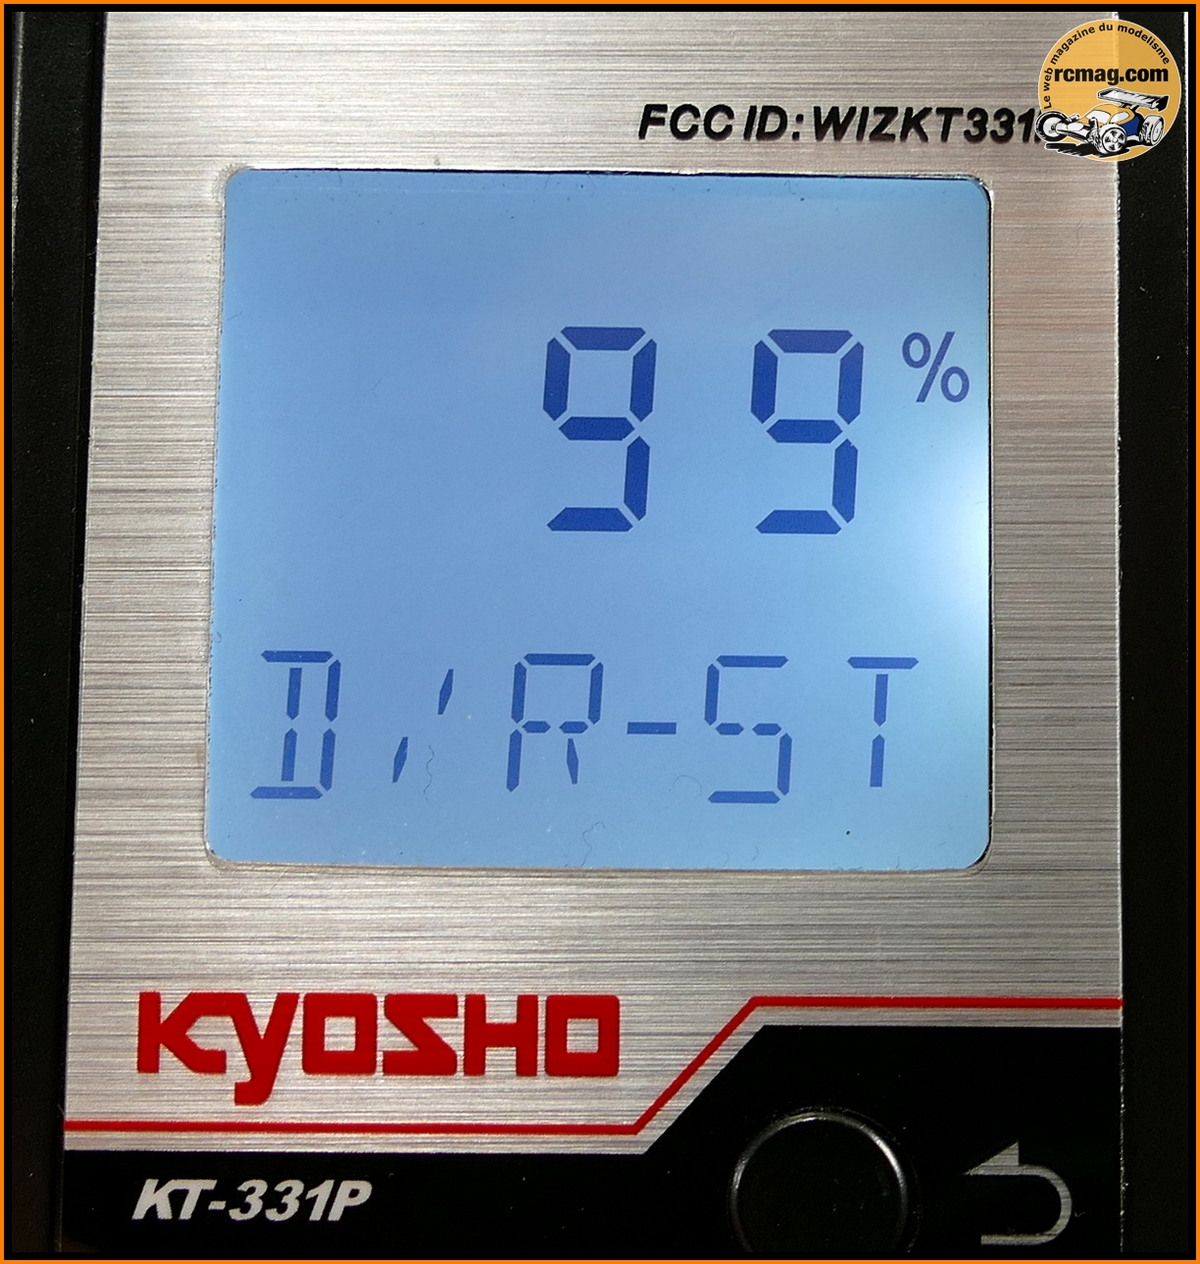 Le web magazine du modelisme
rcmag.com
FCC ID: WIZKT331
99%
D/R-ST
KYOSHO
KT-331P